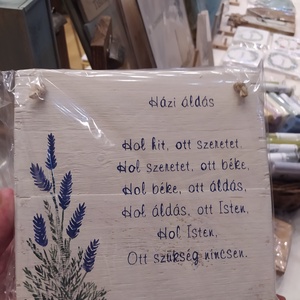 Házi áldás
Hol hit, ott szeretet.
Hol szeretet, ott béke,
Hol béke, ott áldás,
Hol áldás, ott Isten,
Hol Isten,
Ott szükség nincsen.